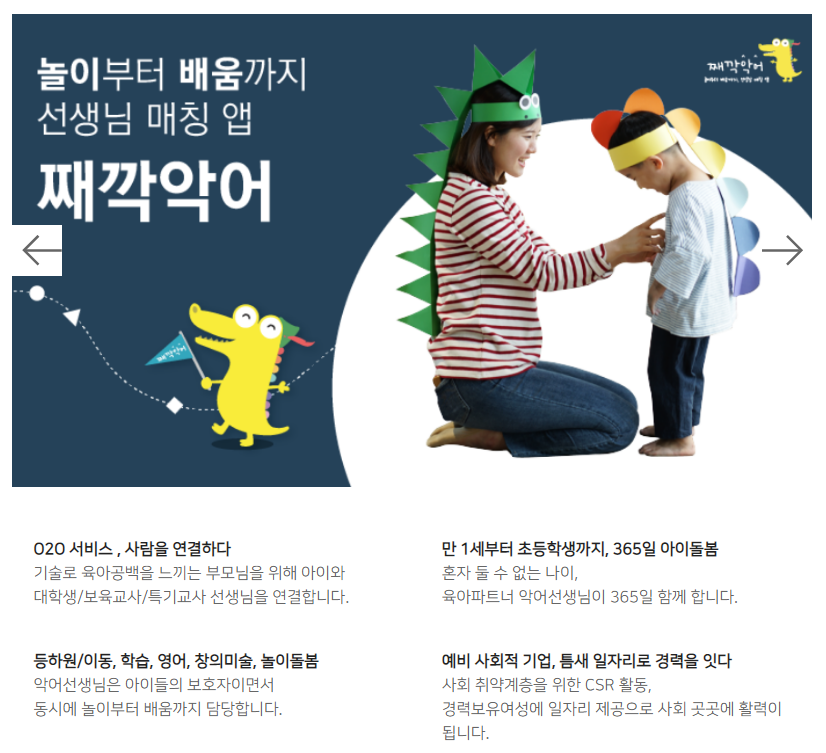 놀이부터 배움까지
선생님 매칭 앱
째깍악어
째깍악어
째깍악어
O2O 서비스 , 사람을 연결하다
기술로 육아공백을 느끼는 부모님을 위해 아이와
대학생/보육교사/특기교사 선생님을 연결합니다.
만 1세부터 초등학생까지, 365일 아이돌봄
혼자 둘 수 없는 나이,
육아파트너 악어선생님이 365일 함께 합니다.
등하원/이동, 학습, 영어, 창의미술, 놀이돌봄
악어선생님은 아이들의 보호자이면서
동시에 놀이부터 배움까지 담당합니다.
예비 사회적 기업, 틈새 일자리로 경력을 잇다
사회 취약계층을 위한 CSR 활동,
경력보유여성에 일자리 제공으로 사회 곳곳에 활력이
됩니다.